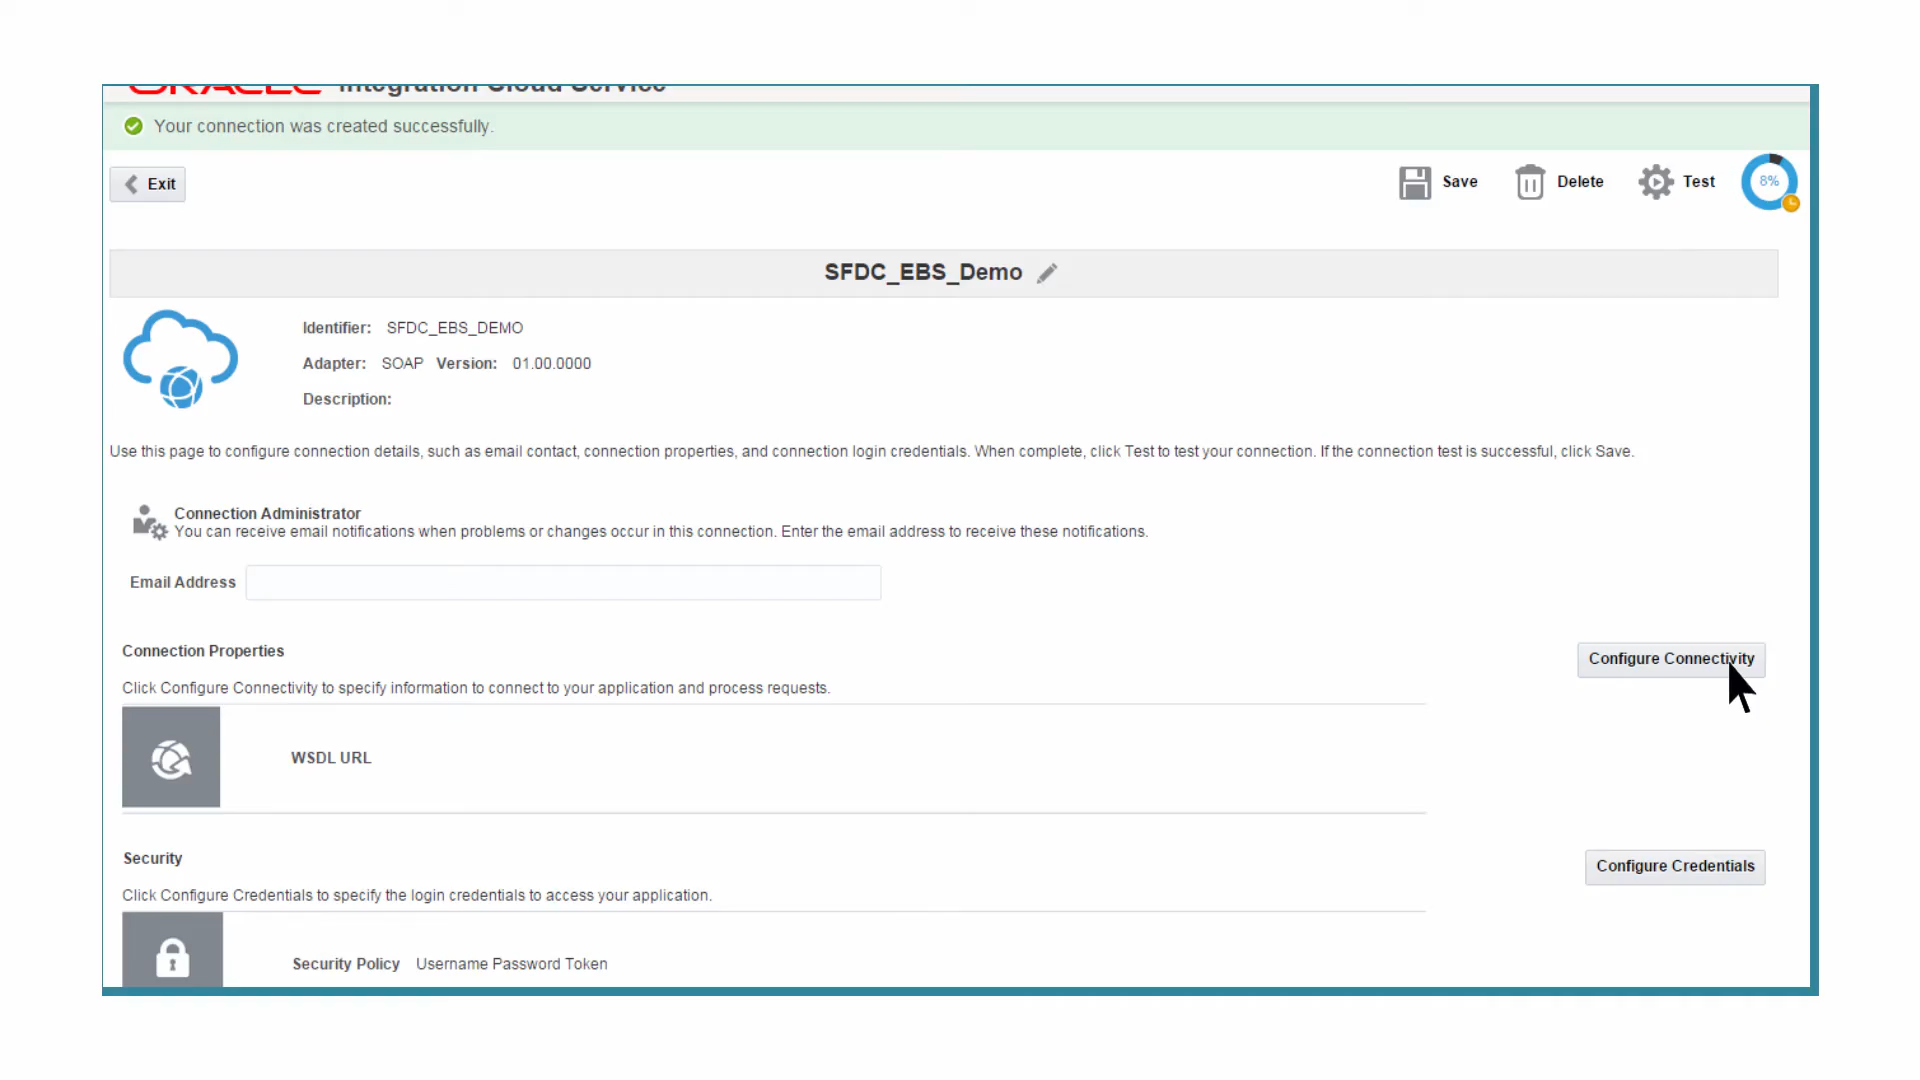 ORACLE Integration Cloud Service
Your connection was created successfully.
Exit
Save
Delete
Test
8%
SFDC_EBS_Demo
Identifier: SFDC_EBS_DEMO
Adapter: SOAP Version: 01.00.0000
Description:
Use this page to configure connection details, such as email contact, connection properties, and connection login credentials. When complete, click Test to test your connection. If the connection test is successful, click Save.
Connection Administrator
You can receive email notifications when problems or changes occur in this connection. Enter the email address to receive these notifications.
Email Address
Connection Properties
Configure Connectivity
Click Configure Connectivity to specify information to connect to your application and process requests.
WSDL URL
Security
Configure Credentials
Click Configure Credentials to specify the login credentials to access your application.
Security Policy Username Password Token